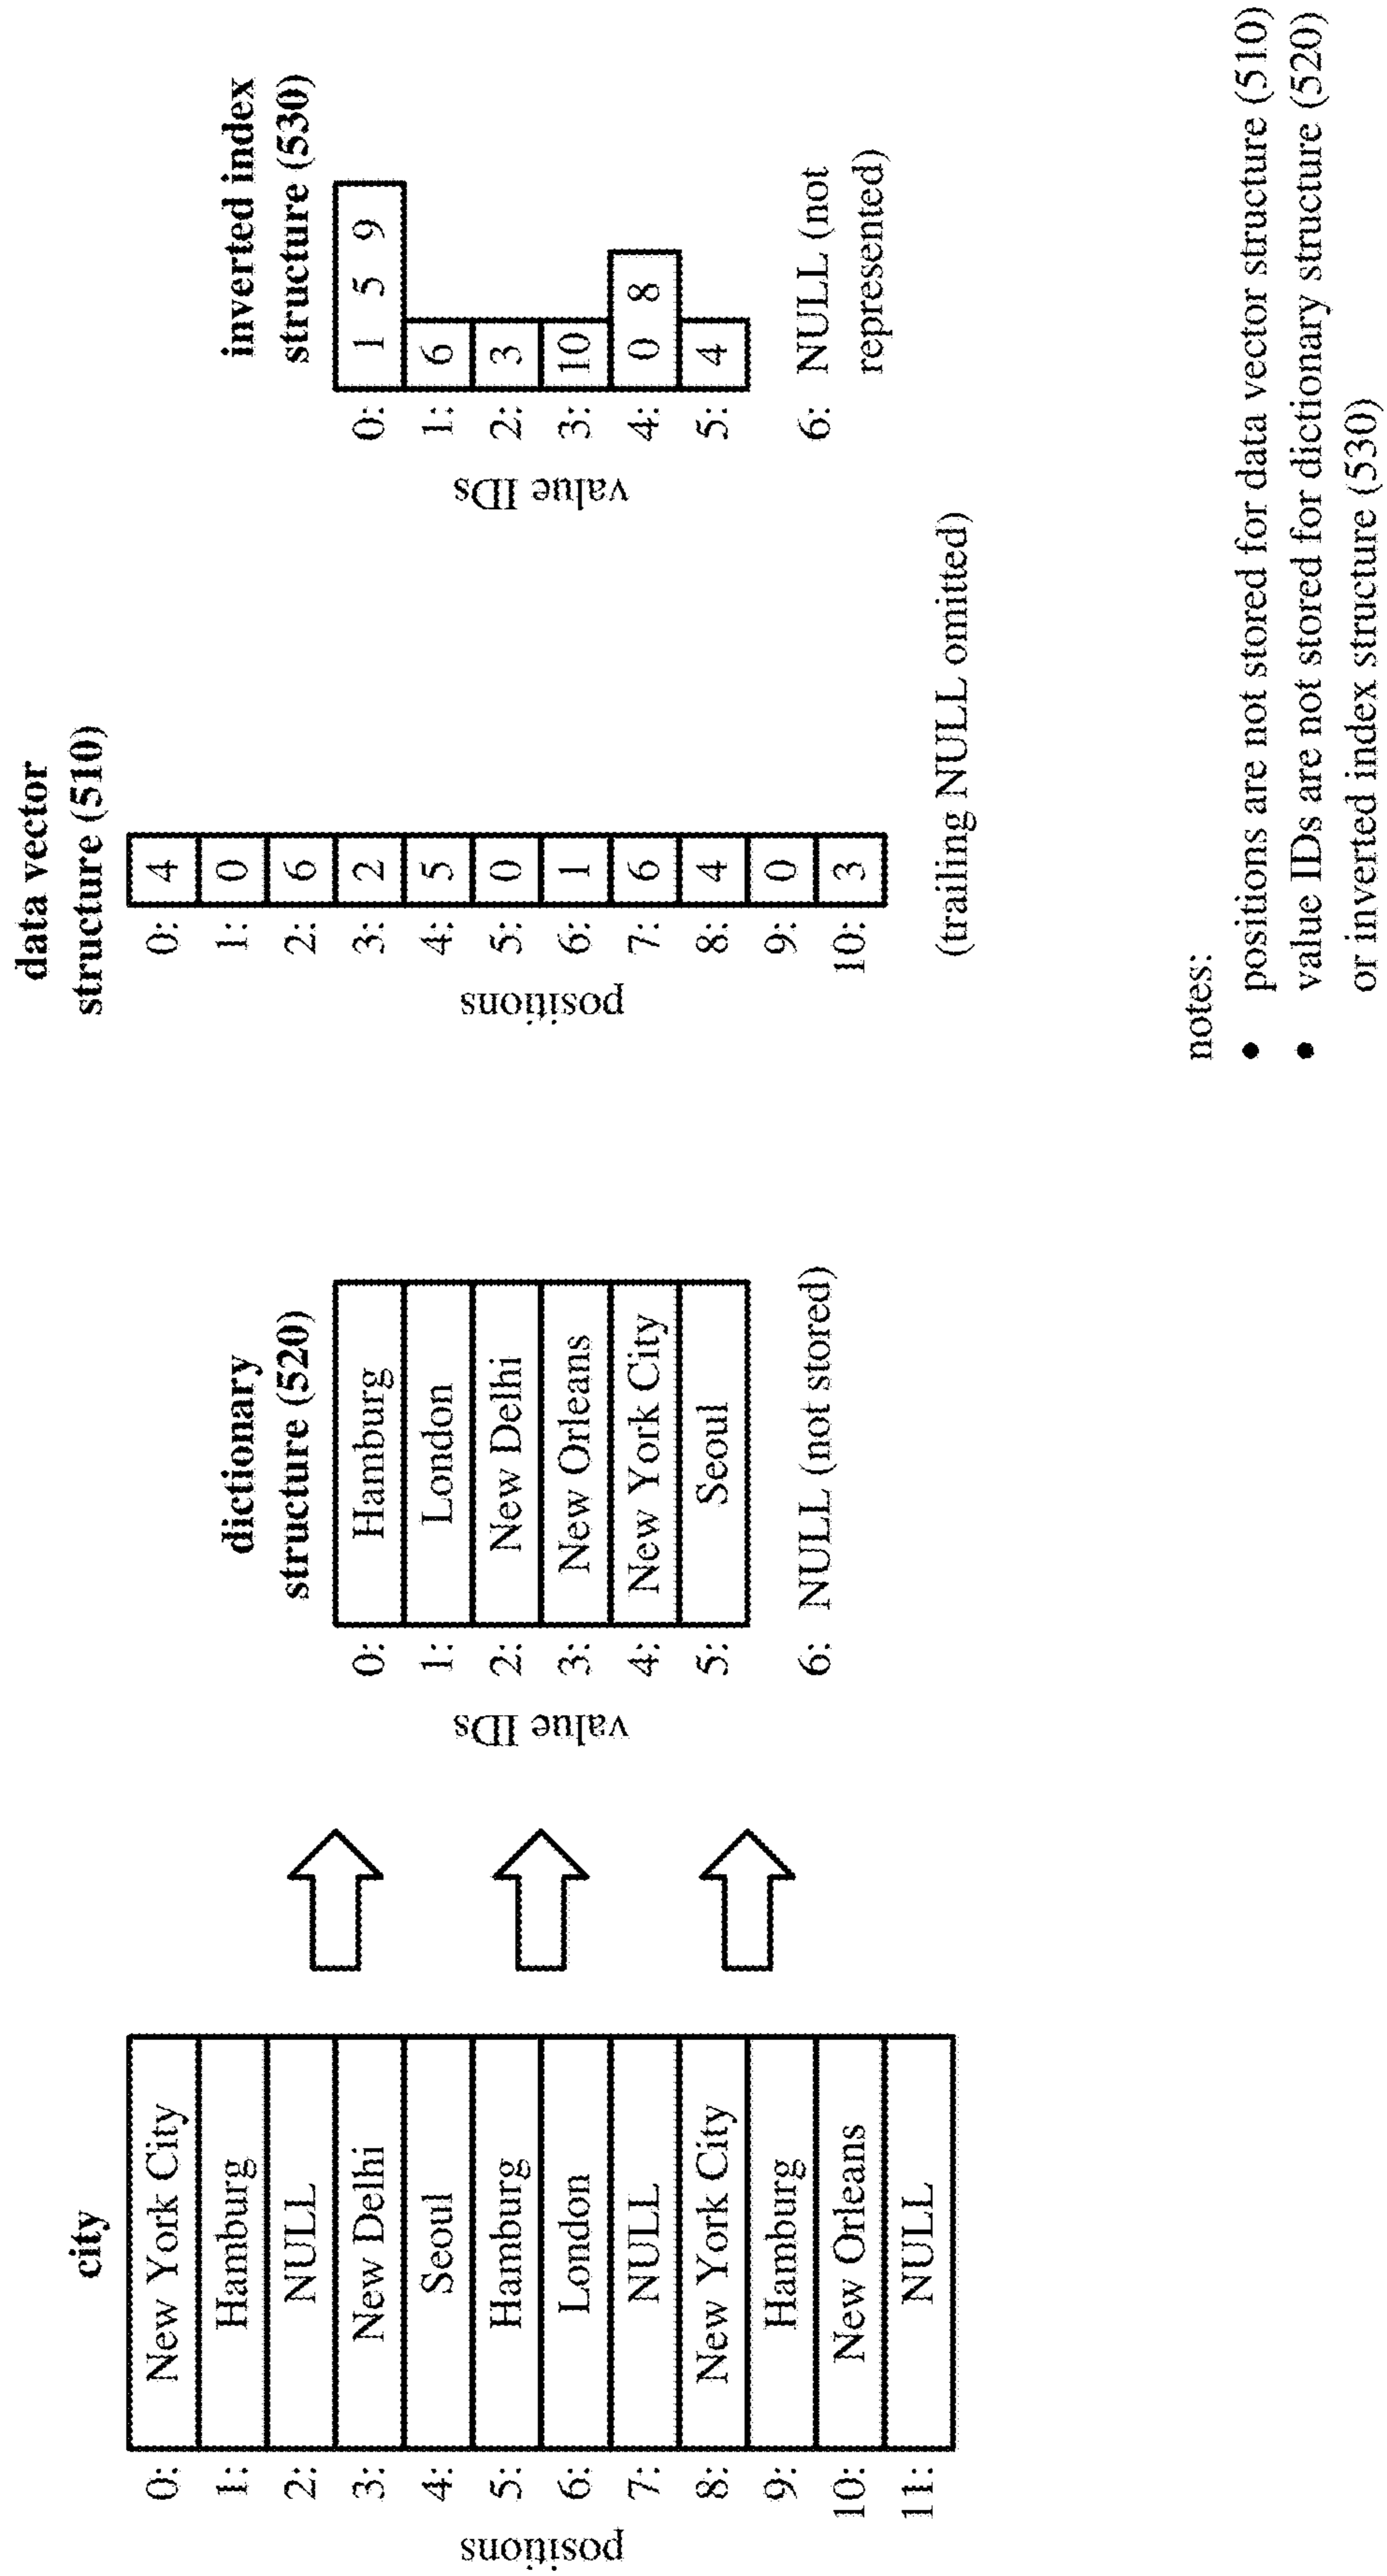 city
positions
0: New York City
1: Hamburg
2: NULL
3: New Delhi
4: Seoul
5: Hamburg
6: London
7: NULL
8: New York City
9: Hamburg
10: New Orleans
11: NULL
dictionary
structure (520)
value IDs
0: Hamburg
1: London
2: New Delhi
3: New Orleans
4: New York City
5: Seoul
6: NULL (not stored)
data vector
structure (510)
positions
0: 4
1: 0
2: 6
3: 2
4: 5
5: 0
6: 1
7: 6
8: 4
9: 0
10: 3
(trailing NULL omitted)
inverted index
structure (530)
value IDs
0: 1 5 9
1: 6
2: 3
3: 10
4: 0 8
5: 4
6: NULL (not
represented)
notes:
• positions are not stored for data vector structure (510)
• value IDs are not stored for dictionary structure (520)
or inverted index structure (530)